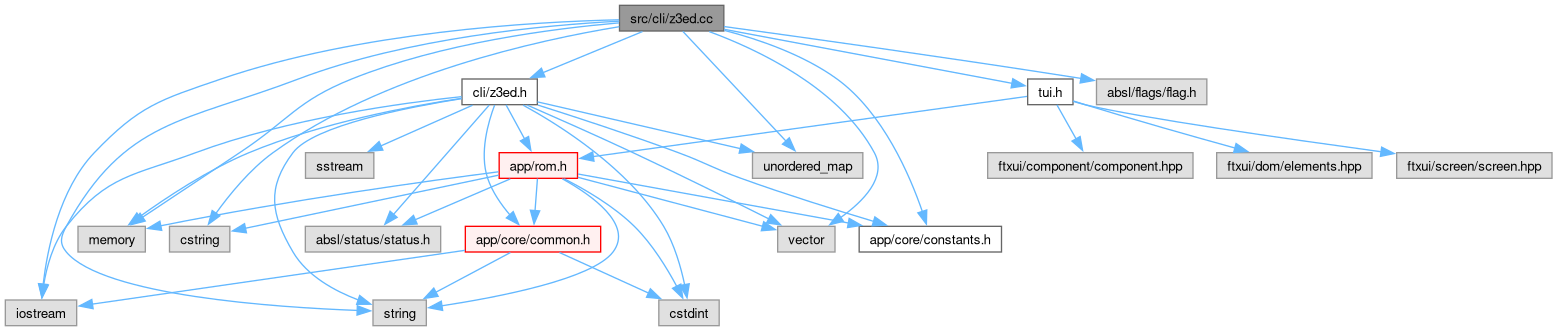 src/cli/z3ed.cc
cli/z3ed.h
tui.h
absl/flags/flag.h
sstream
app/rom.h
unordered_map
ftxui/component/component.hpp
ftxui/dom/elements.hpp
ftxui/screen/screen.hpp
memory
cstring
absl/status/status.h
app/core/common.h
vector
app/core/constants.h
iostream
string
cstdint